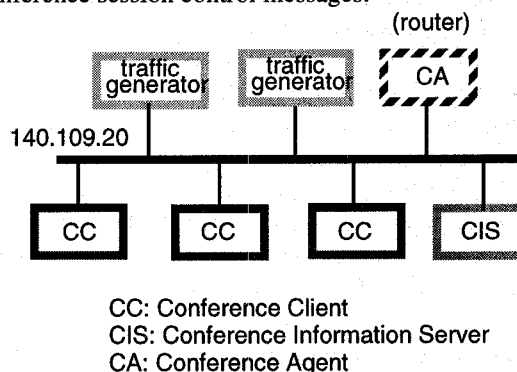 nference session control messages.
(router)
traffic
generator
traffic
generator
CA
140.109.20
CC
CC
CC
CIS
CC: Conference Client
CIS: Conference Information Server
CA: Conference Agent